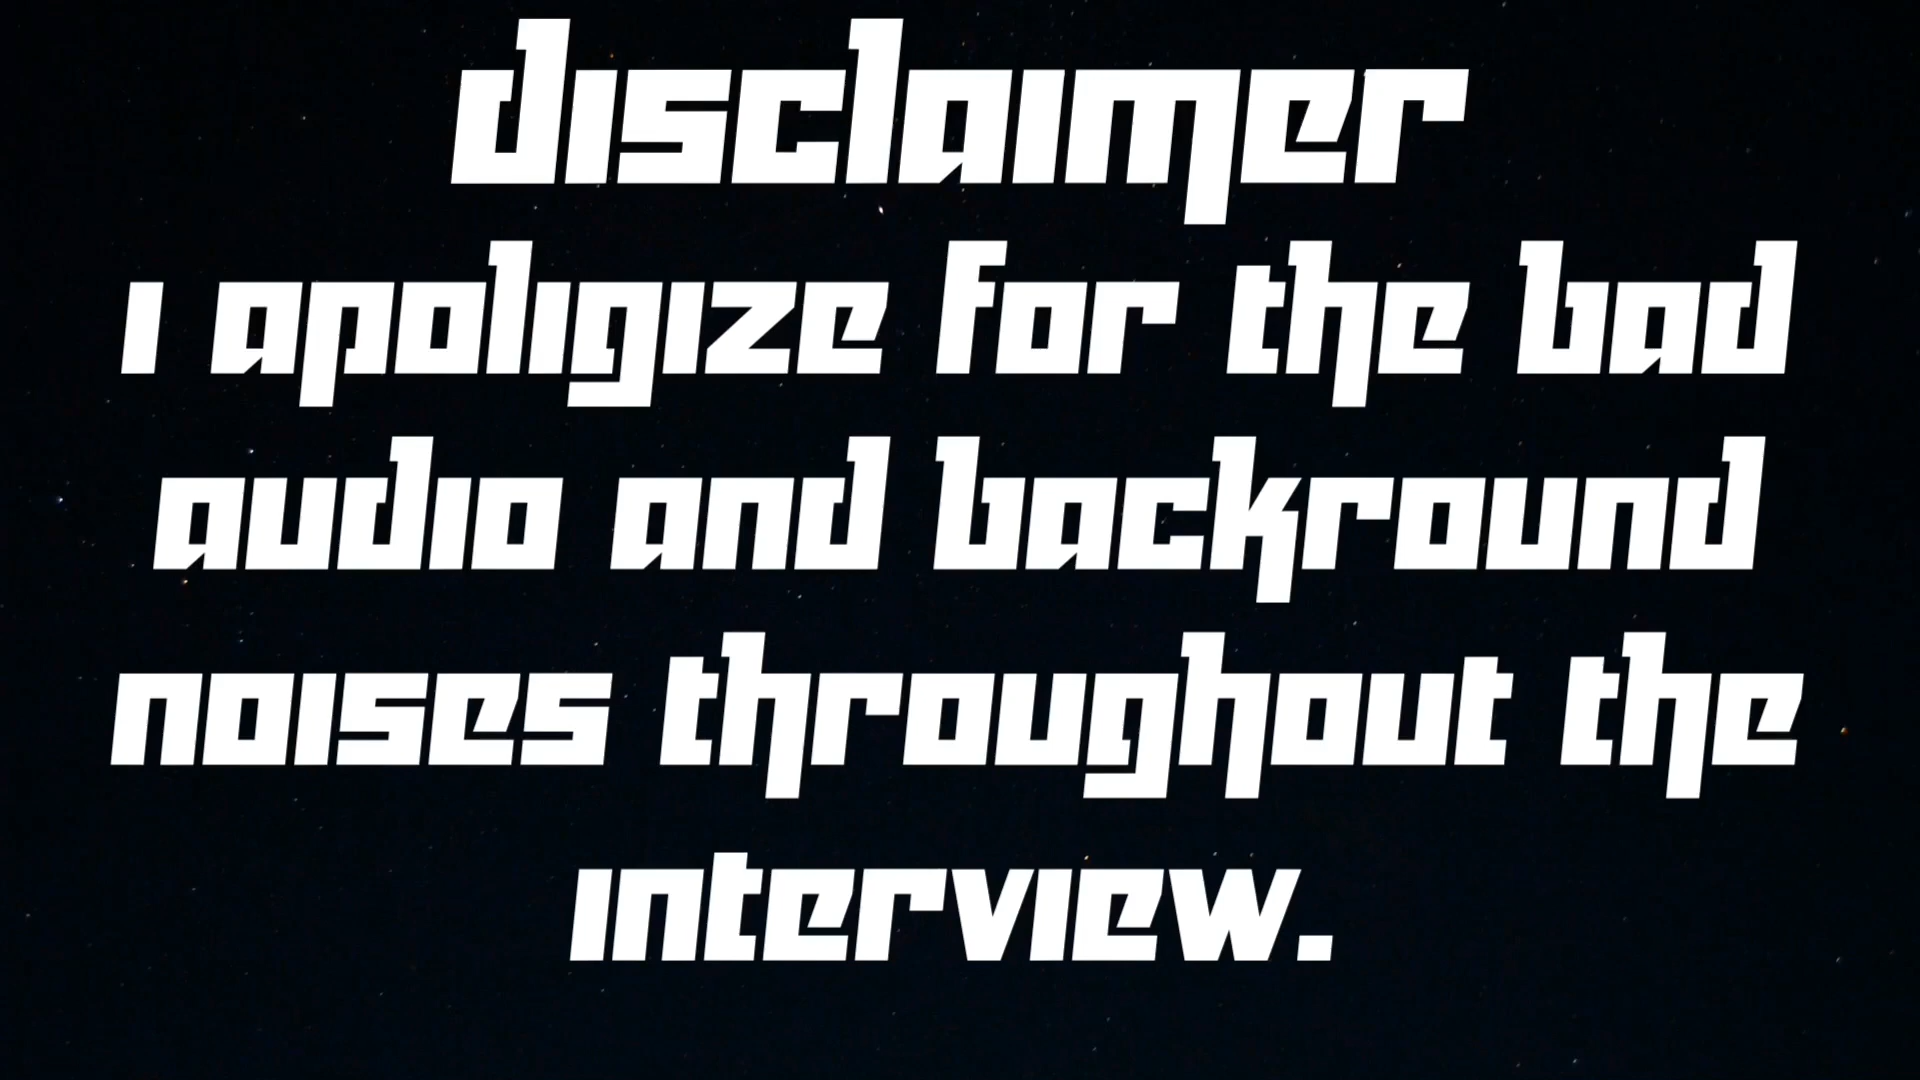 disclaimer
i apoligize for the bad
audio and backround
noises throughout the
interview.